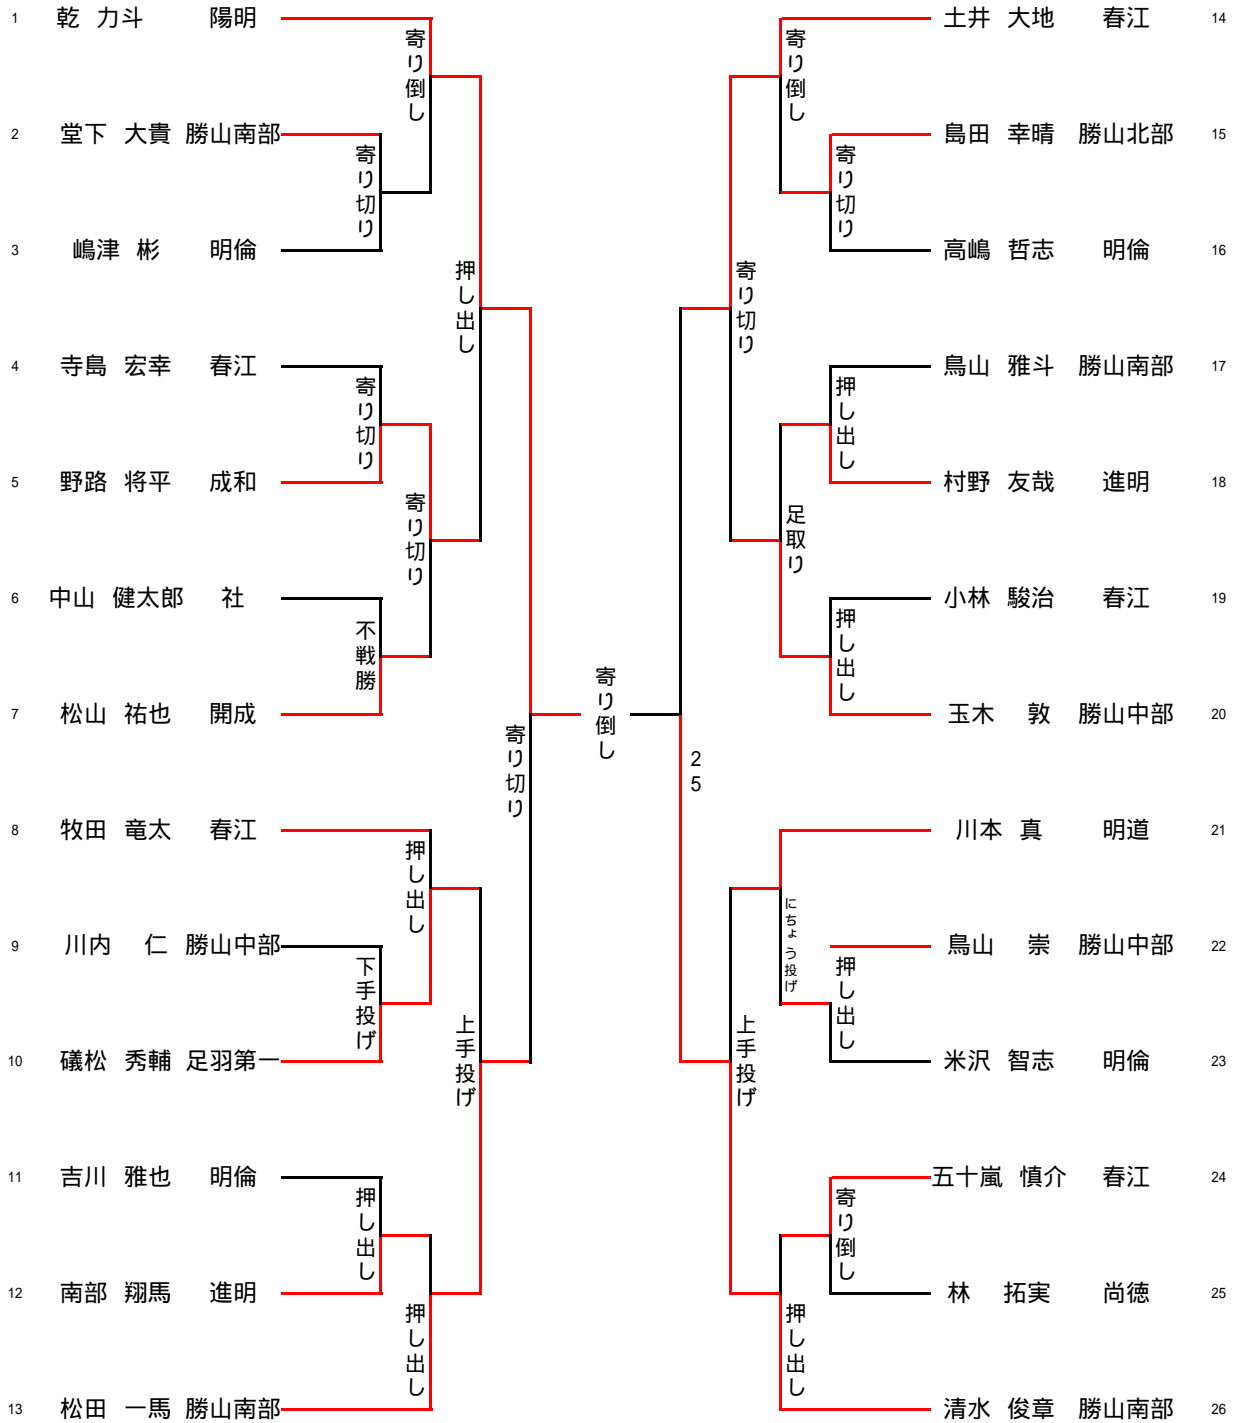 1 乾 力斗 陽明
2 堂下 大貴 勝山南部
3 嶋津 彬 明倫
4 寺島 宏幸 春江
5 野路 将平 成和
6 中山 健太郎 社
7 松山 祐也 開成
8 牧田 竜太 春江
9 川内 仁 勝山中部
10 礒松 秀輔 足羽第一
11 吉川 雅也 明倫
12 南部 翔馬 進明
13 松田 一馬 勝山南部
寄り倒し
寄り切り
押し出し
寄り切り
寄り切り
不戦勝
寄り切り
押し出し
下手投げ
上手投げ
押し出し
押し出し
寄り倒し
土井 大地 春江 14
島田 幸晴 勝山北部 15
高嶋 哲志 明倫 16
鳥山 雅斗 勝山南部 17
村野 友哉 進明 18
小林 駿治 春江 19
玉木 敦 勝山中部 20
川本 真 明道 21
鳥山 崇 勝山中部 22
米沢 智志 明倫 23
五十嵐 慎介 春江 24
林 拓実 尚徳 25
清水 俊章 勝山南部 26
寄り倒し
寄り切り
寄り切り
押し出し
足取り
押し出し
25
にちょう投げ
押し出し
上手投げ
寄り倒し
押し出し